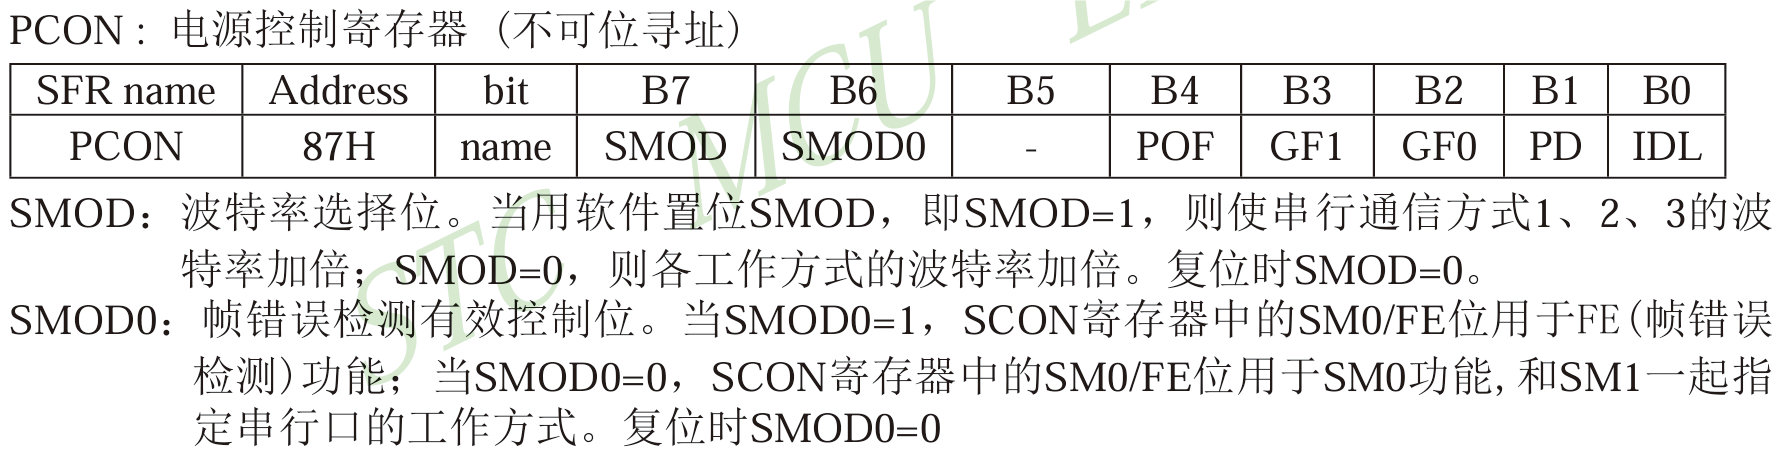 PCON : 电源控制寄存器 (不可位寻址)
SFR name Address bit B7 B6 B5 B4 B3 B2 B1 B0
PCON 87H name SMOD SMOD0 - POF GF1 GF0 PD IDL
SMOD：波特率选择位。当用软件置位SMOD，即SMOD=1，则使串行通信方式1、2、3的波
特率加倍；SMOD=0，则各工作方式的波特率加倍。复位时SMOD=0。
SMOD0：帧错误检测有效控制位。当SMOD0=1，SCON寄存器中的SM0/FE位用于FE(帧错误
检测)功能；当SMOD0=0，SCON寄存器中的SM0/FE位用于SM0功能,和SM1一起指
定串行口的工作方式。复位时SMOD0=0
STC MCU